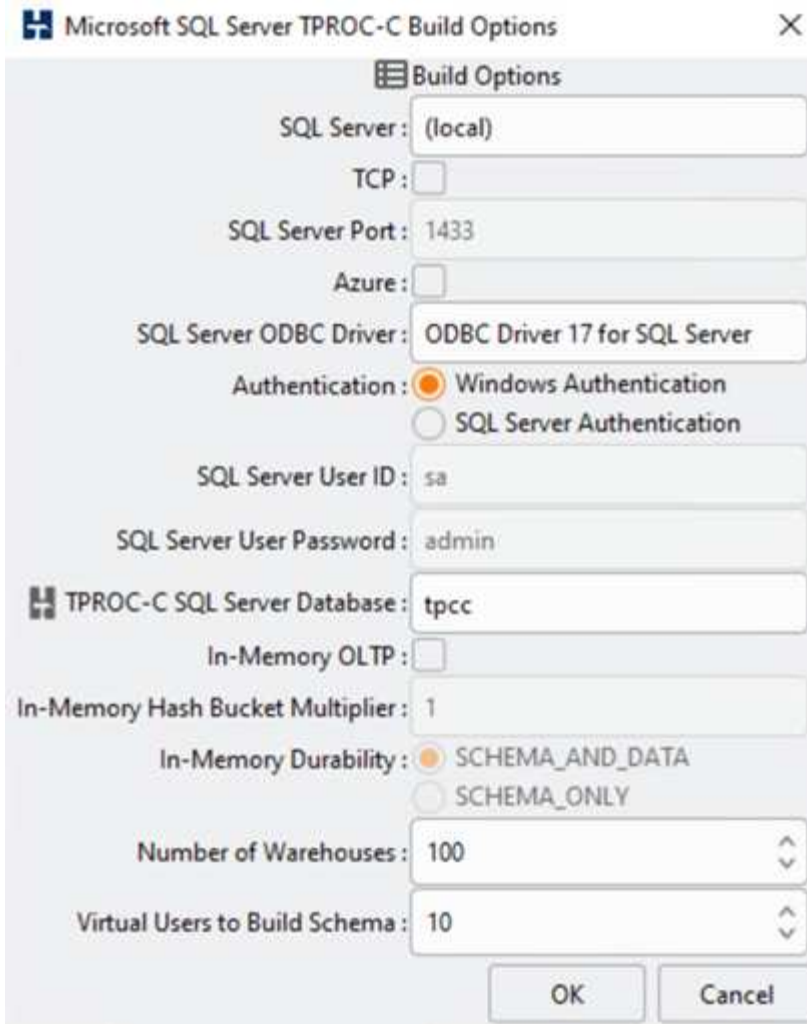 Microsoft SQL Server TPROC-C Build Options
Build Options
SQL Server : (local)
TCP :
SQL Server Port : 1433
Azure :
SQL Server ODBC Driver : ODBC Driver 17 for SQL Server
Authentication : Windows Authentication
SQL Server Authentication
SQL Server User ID : sa
SQL Server User Password : admin
TPROC-C SQL Server Database : tpcc
In-Memory OLTP :
In-Memory Hash Bucket Multiplier : 1
In-Memory Durability : SCHEMA_AND_DATA
SCHEMA_ONLY
Number of Warehouses : 100
Virtual Users to Build Schema : 10
OK Cancel